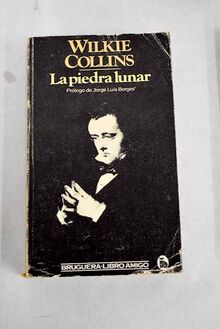 WILKIE
COLLINS
La piedra lunar
Prólogo de Jorge Luis Borges
BRUGUERA-LIBRO AMIGO